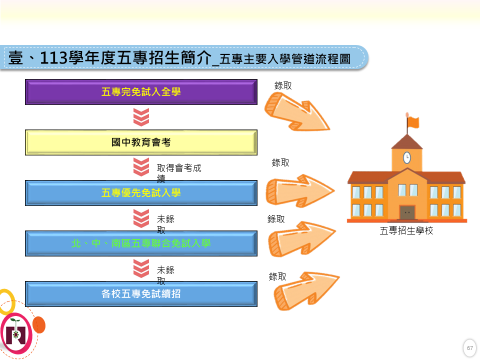 壹、113學年度五專招生簡介_五專主要入學管道流程圖
五專完免試入全學
錄取
國中教育會考
取得會考成
績
錄取
五專優先免試入學
未錄
取
錄取
北、中、南區五專聯合免試入學
五專招生學校
未錄
取
錄取
各校五專免試續招
67